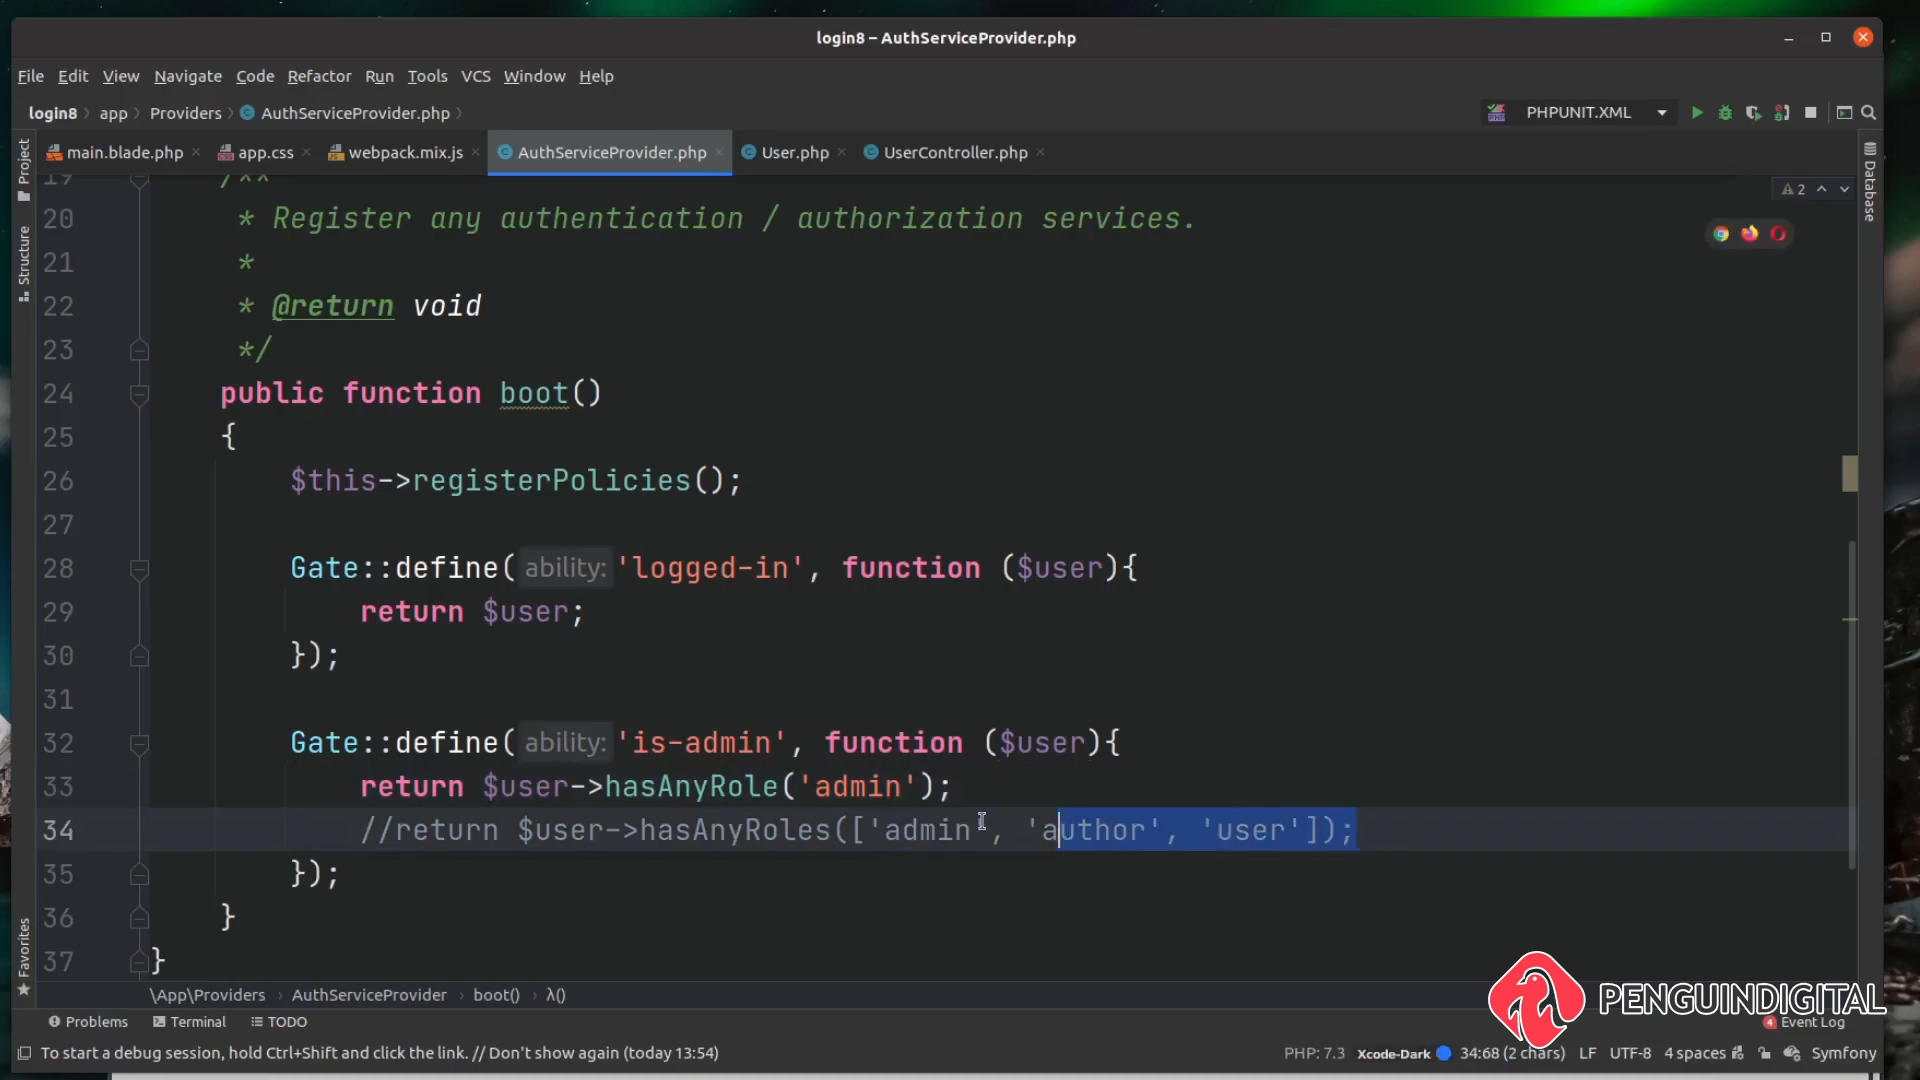 login8 – AuthServiceProvider.php
File Edit View Navigate Code Refactor Run Tools VCS Window Help
login8 app Providers AuthServiceProvider.php
PHPUNIT.XML
main.blade.php app.css webpack.mix.js AuthServiceProvider.php User.php UserController.php
Project
Structure
Favorites
Database
2
19 /**
20 * Register any authentication / authorization services.
21 *
22 * @return void
23 */
24 public function boot()
25 {
26 $this->registerPolicies();
27
28 Gate::define( ability: 'logged-in', function ($user){
29 return $user;
30 });
31
32 Gate::define( ability: 'is-admin', function ($user){
33 return $user->hasAnyRole('admin');
34 //return $user->hasAnyRoles(['admin', 'author', 'user']);
35 });
36 }
37 }
\App\Providers AuthServiceProvider boot() λ()
PENGUINDIGITAL
Problems Terminal TODO
4 Event Log
To start a debug session, hold Ctrl+Shift and click the link. // Don't show again (today 13:54)
PHP: 7.3 Xcode-Dark 34:68 (2 chars) LF UTF-8 4 spaces Symfony